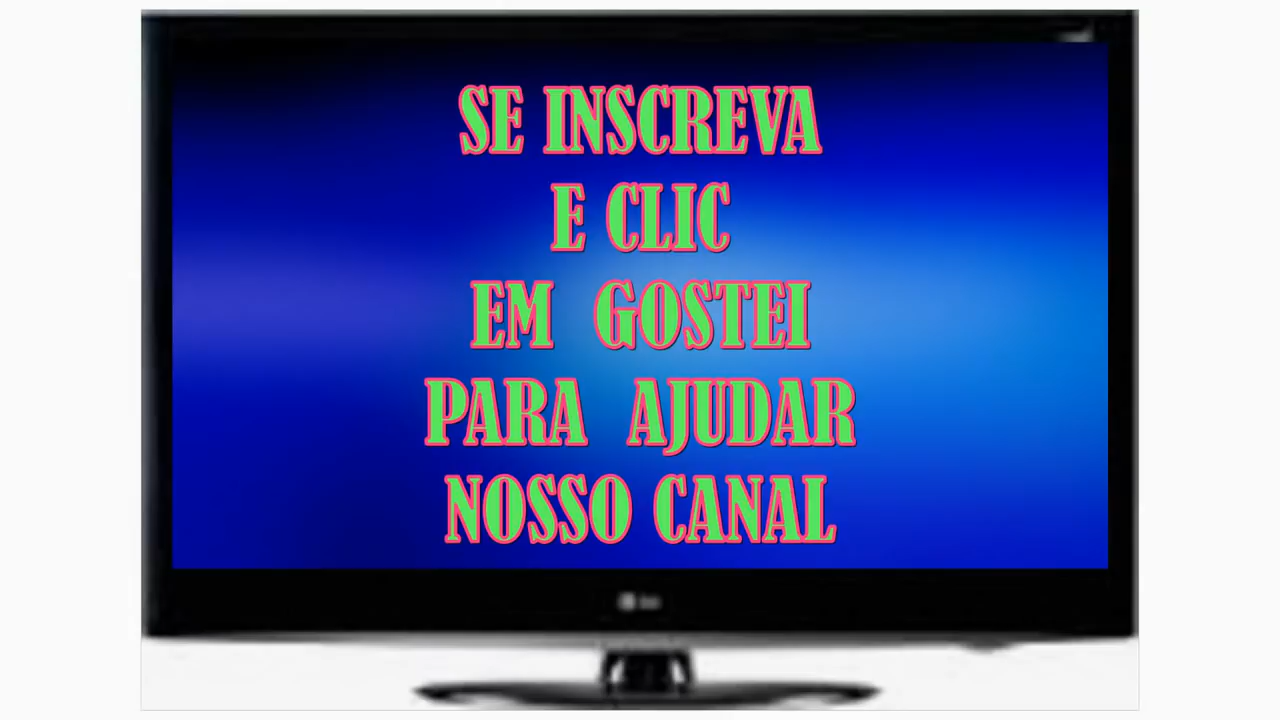 SE INSCREVA
E CLIC
EM GOSTEI
PARA AJUDAR
NOSSO CANAL